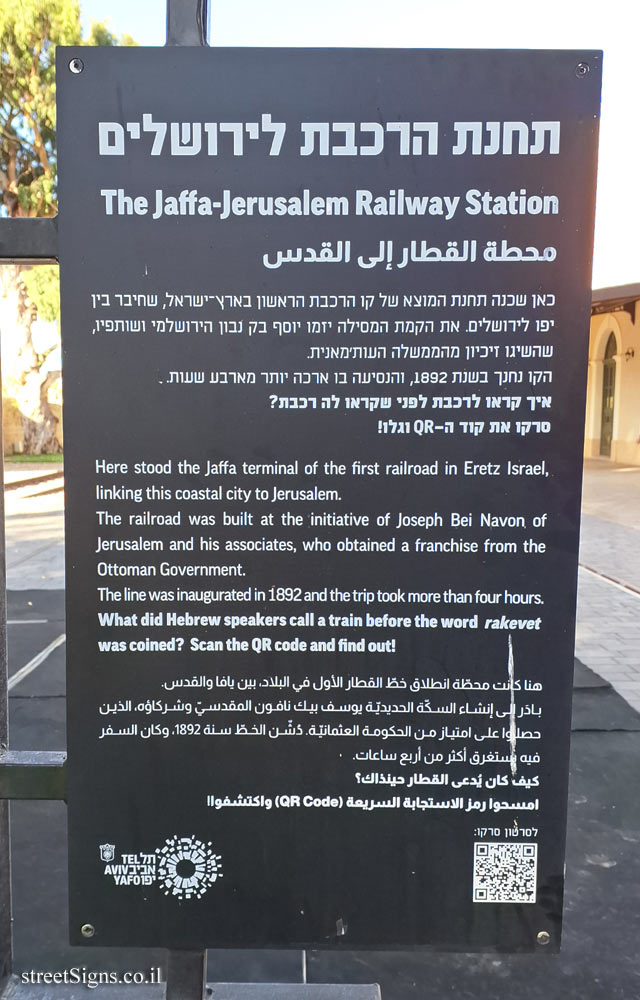 תחנת הרכבת לירושלים
The Jaffa-Jerusalem Railway Station
محطة القطار إلى القدس
כאן שכנה תחנת המוצא של קו הרכבת הראשון בארץ־ישראל, שחיבר בין
יפו לירושלים. את הקמת המסילה יזמו יוסף בק נבון הירושלמי ושותפיו,
שהשיגו זיכיון מהממשלה העות'מאנית.
הקו נחנך בשנת 1892, והנסיעה בו ארכה יותר מארבע שעות.
איך קראו לרכבת לפני שקראו לה רכבת?
סרקו את קוד ה-QR וגלו!
Here stood the Jaffa terminal of the first railroad in Eretz Israel,
linking this coastal city to Jerusalem.
The railroad was built at the initiative of Joseph Bei Navon of
Jerusalem and his associates, who obtained a franchise from the
Ottoman Government.
The line was inaugurated in 1892 and the trip took more than four hours.
What did Hebrew speakers call a train before the word rakevet
was coined? Scan the QR code and find out!
هنا كانت محطّة انطلاق خطّ القطار الأول في البلاد، بين يافا والقدس.
بادَر إلى إنشاء السكّة الحديديّة يوسف بيك نافون المقدسيّ وشركاؤه، الذين
حصلوا على امتياز من الحكومة العثمانيّة. دُشّن الخطّ سنة 1892، وكان السفر
فيه يستغرق أكثر من أربع ساعات.
كيف كان يُدعى القطار حينذاك؟
امسحوا رمز الاستجابة السريعة (QR Code) واكتشفوا!
לסרטון סרקו:
תל TEL
אביב AVIV
יפו YAFO
streetSigns.co.il